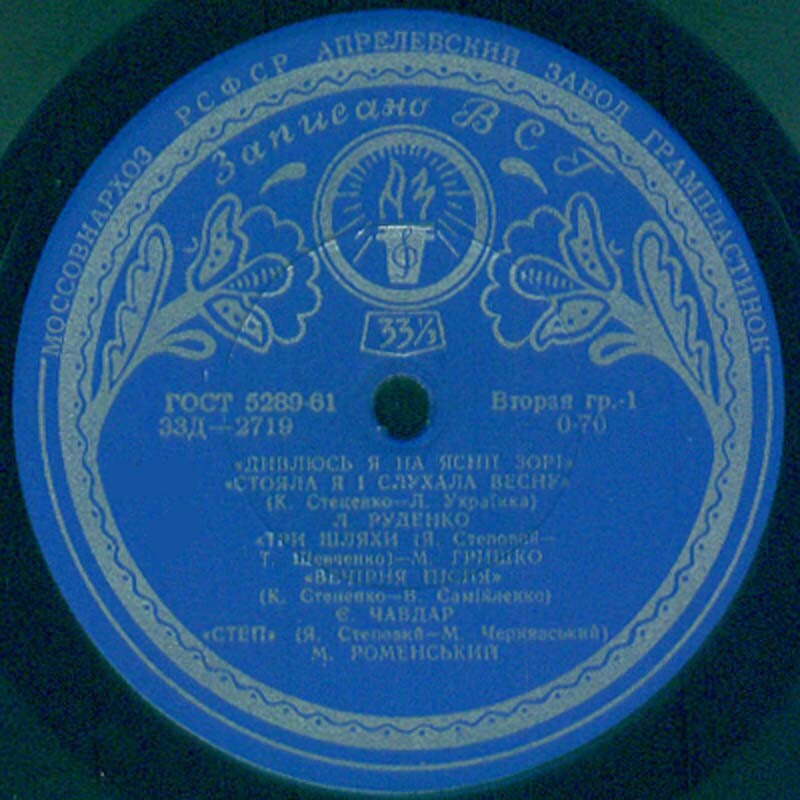 МОССОВНАРХОЗ РСФСР АПРЕЛЕВСКИЙ ЗАВОД ГРАМПЛАСТИНОК
Записано ВСГ
33⅓
ГОСТ 5289-61
33Д—2719
Вторая гр.-1
0-70
«ДИВЛЮСЬ Я НА ЯСНІЇ ЗОРІ»
«СТОЯЛА Я І СЛУХАЛА ВЕСНУ»
(К. Стеценко—Л. Українка)
Л. РУДЕНКО
«ТРИ ШЛЯХИ (Я. Степовий—
Т. Шевченко)—М. ГРИШКО
«ВЕЧІРНЯ ПІСНЯ»
(К. Стеценко—В. Самійленко)
Є. ЧАВДАР
«СТЕП» (Я. Степовий—М. Чернявський)
М. РОМЕНСЬКИЙ